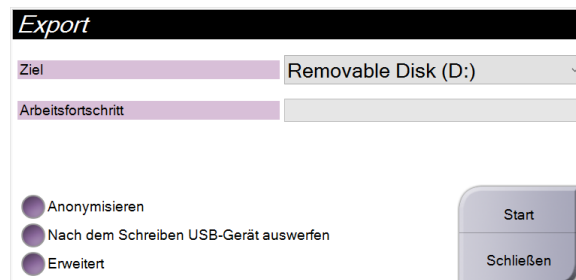 Export
Ziel
Removable Disk (D:)
Arbeitsfortschritt
Anonymisieren
Nach dem Schreiben USB-Gerät auswerfen
Erweitert
Start
Schließen